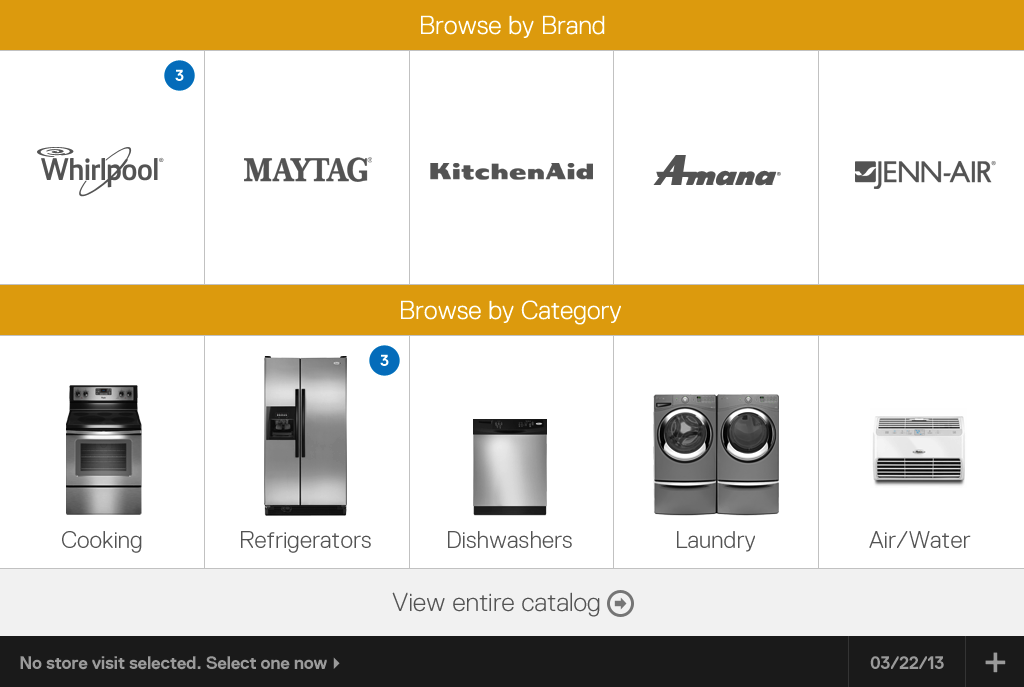 Browse by Brand
3
Whirlpool®
MAYTAG®
KitchenAid
Amana®
JENN-AIR®
Browse by Category
3
Cooking
Refrigerators
Dishwashers
Laundry
Air/Water
View entire catalog
No store visit selected. Select one now
03/22/13